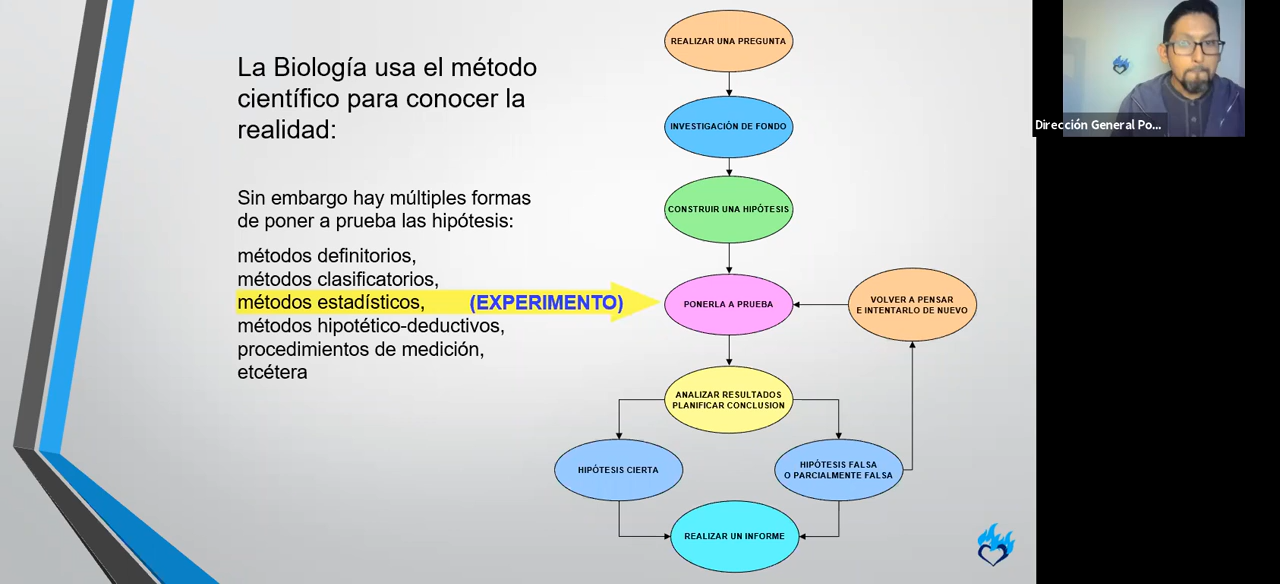 La Biología usa el método
científico para conocer la
realidad:
Sin embargo hay múltiples formas
de poner a prueba las hipótesis:
métodos definitorios,
métodos clasificatorios,
métodos estadísticos, (EXPERIMENTO)
métodos hipotético-deductivos,
procedimientos de medición,
etcétera
REALIZAR UNA PREGUNTA
INVESTIGACIÓN DE FONDO
CONSTRUIR UNA HIPÓTESIS
PONERLA A PRUEBA
VOLVER A PENSAR
E INTENTARLO DE NUEVO
ANALIZAR RESULTADOS
PLANIFICAR CONCLUSION
HIPÓTESIS CIERTA
HIPÓTESIS FALSA
O PARCIALMENTE FALSA
REALIZAR UN INFORME
Dirección General Po...